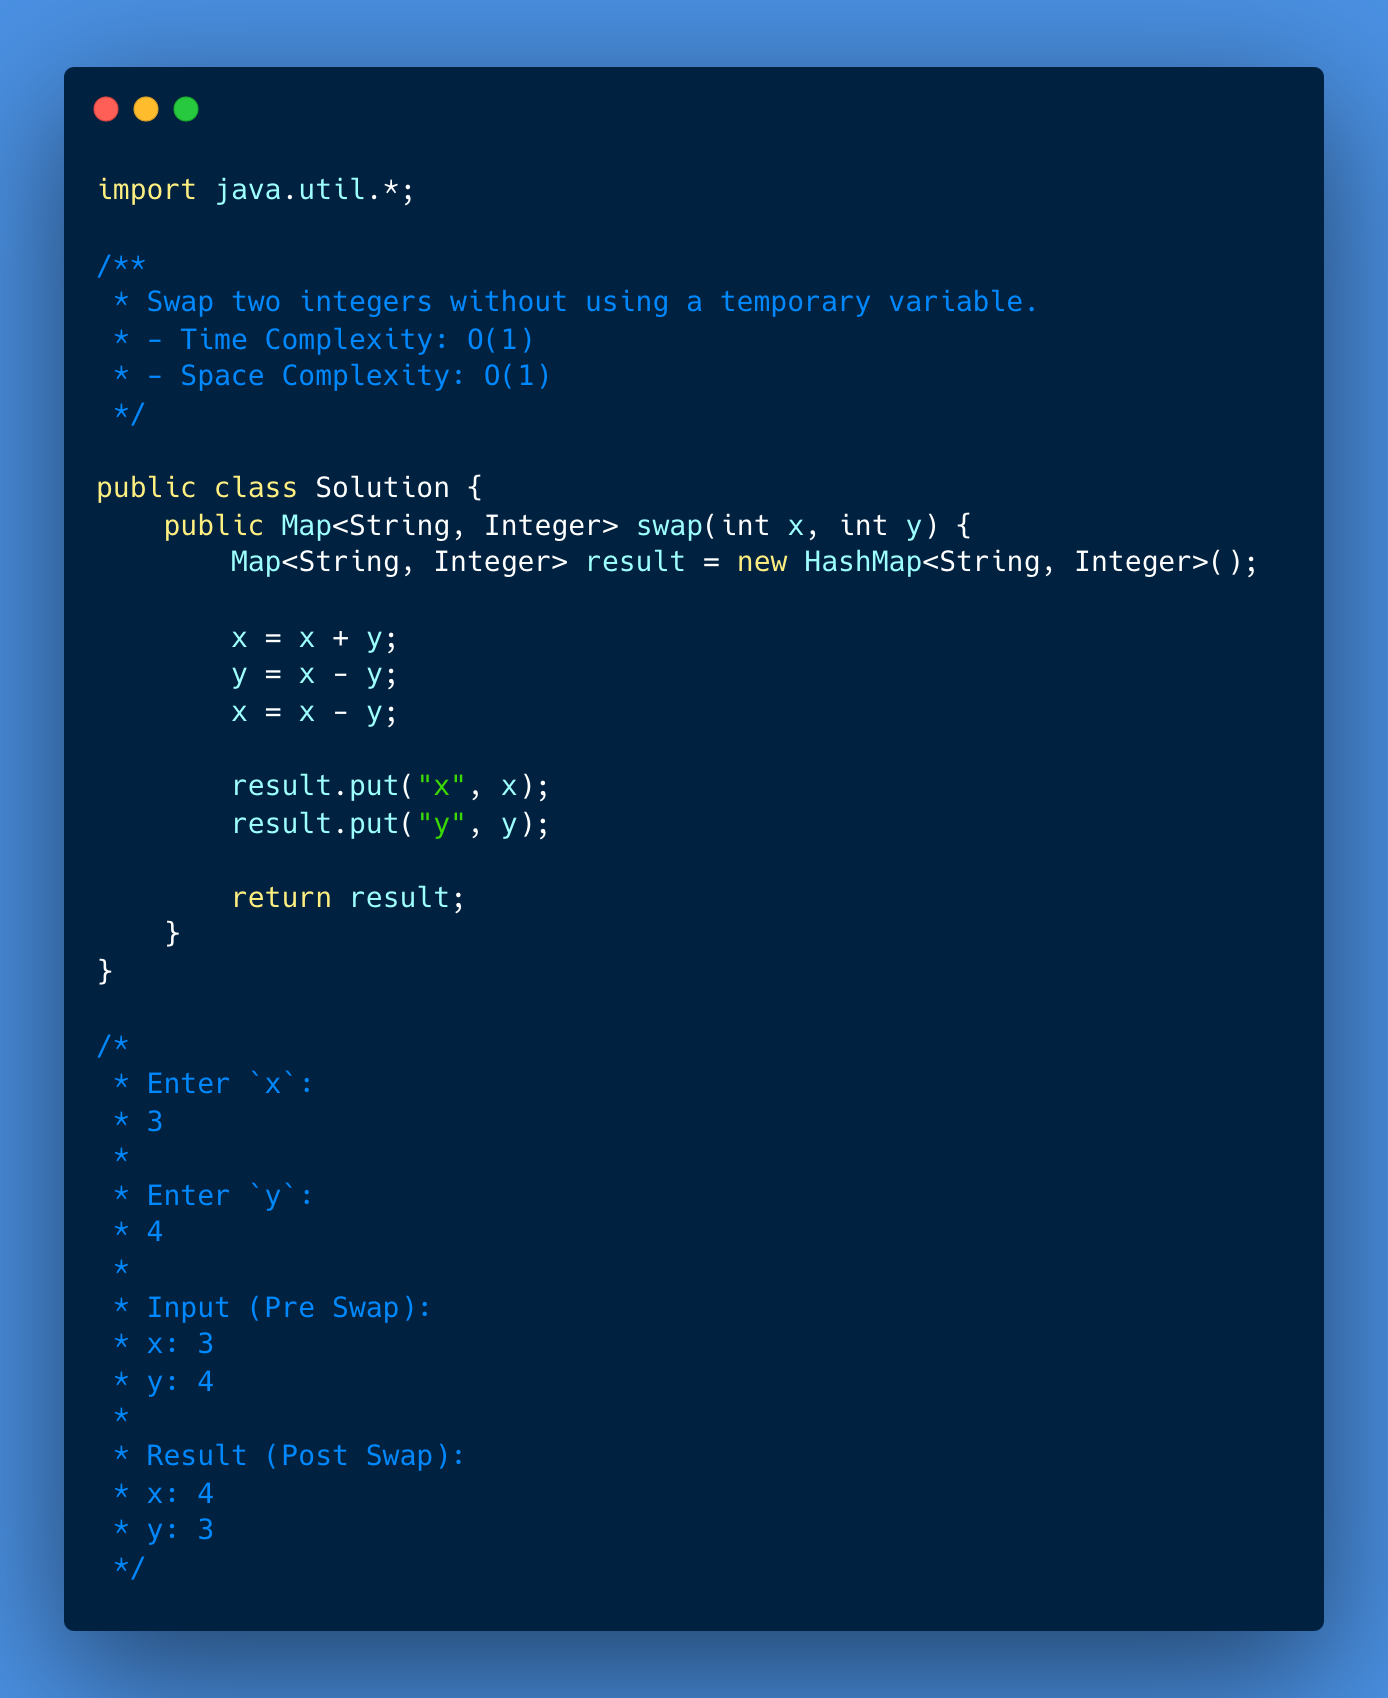 import java.util.*;

/**
 * Swap two integers without using a temporary variable.
 * - Time Complexity: O(1)
 * - Space Complexity: O(1)
 */

public class Solution {
    public Map<String, Integer> swap(int x, int y) {
        Map<String, Integer> result = new HashMap<String, Integer>();

        x = x + y;
        y = x - y;
        x = x - y;

        result.put("x", x);
        result.put("y", y);

        return result;
    }
}

/*
 * Enter `x`:
 * 3
 *
 * Enter `y`:
 * 4
 *
 * Input (Pre Swap):
 * x: 3
 * y: 4
 *
 * Result (Post Swap):
 * x: 4
 * y: 3
 */